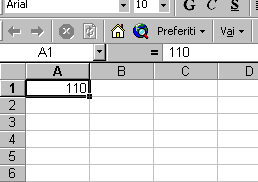 Arial 10 G C S
Preferiti Vai
A1 = 110
A B C D
1 110
2
3
4
5
6